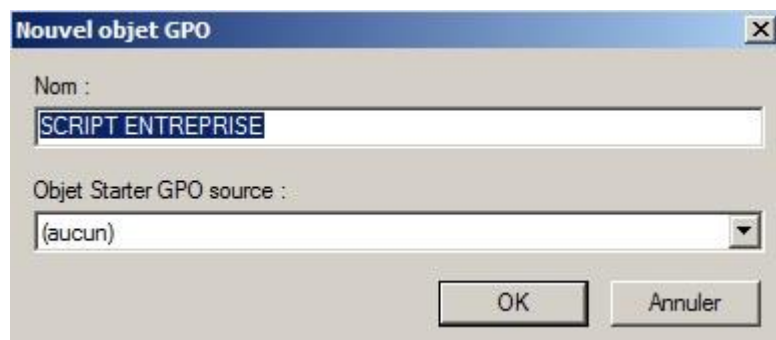 Nouvel objet GPO
Nom :
SCRIPT ENTREPRISE
Objet Starter GPO source :
(aucun)
OK Annuler